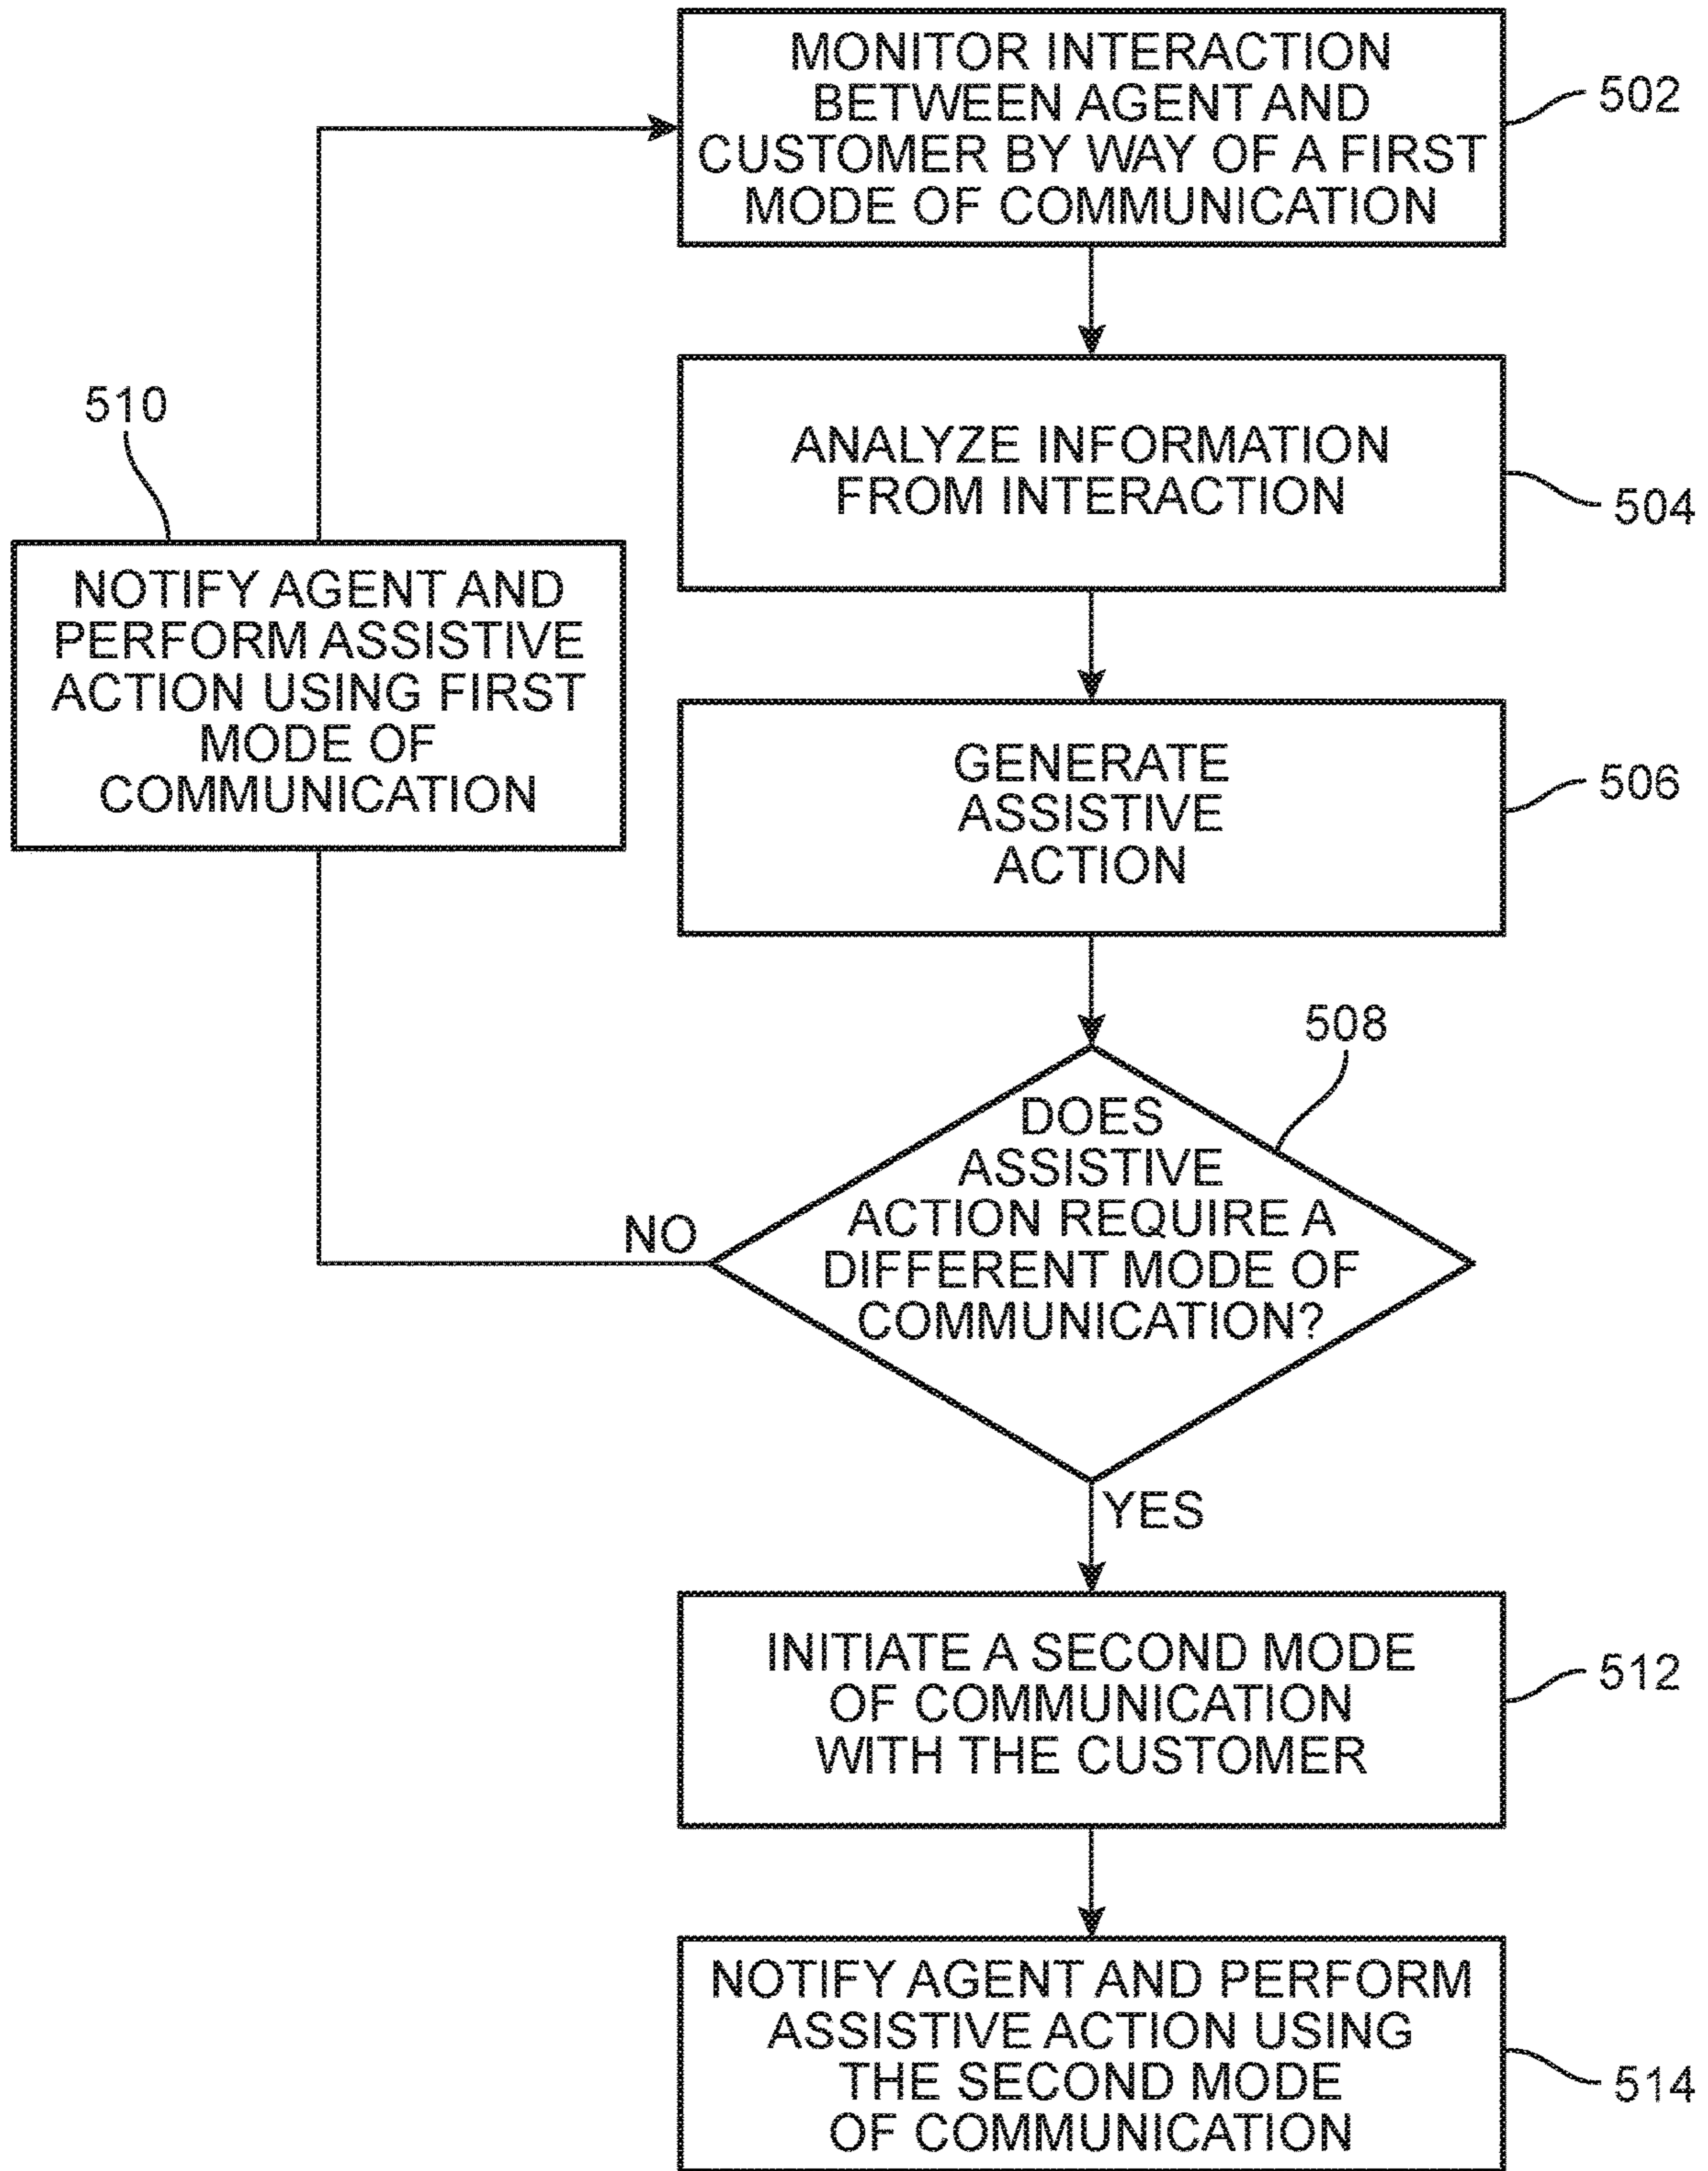 MONITOR INTERACTION
BETWEEN AGENT AND
CUSTOMER BY WAY OF A FIRST
MODE OF COMMUNICATION
502
ANALYZE INFORMATION
FROM INTERACTION
504
510
NOTIFY AGENT AND
PERFORM ASSISTIVE
ACTION USING FIRST
MODE OF
COMMUNICATION
GENERATE
ASSISTIVE
ACTION
506
508
DOES
ASSISTIVE
ACTION REQUIRE A
DIFFERENT MODE OF
COMMUNICATION?
NO
YES
INITIATE A SECOND MODE
OF COMMUNICATION
WITH THE CUSTOMER
512
NOTIFY AGENT AND PERFORM
ASSISTIVE ACTION USING
THE SECOND MODE
OF COMMUNICATION
514